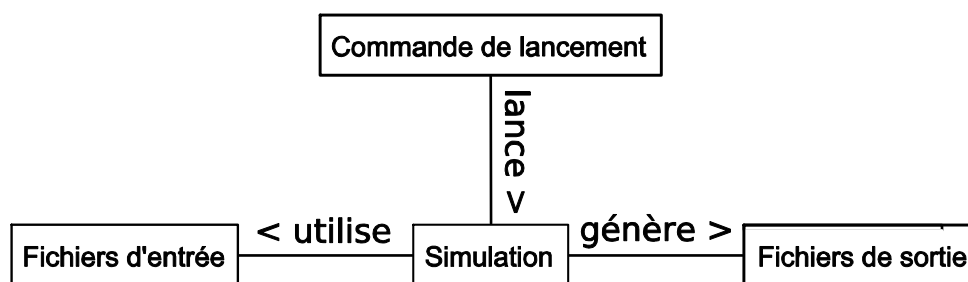 Commande de lancement
lance >
< utilise
génère >
Fichiers d'entrée
Simulation
Fichiers de sortie